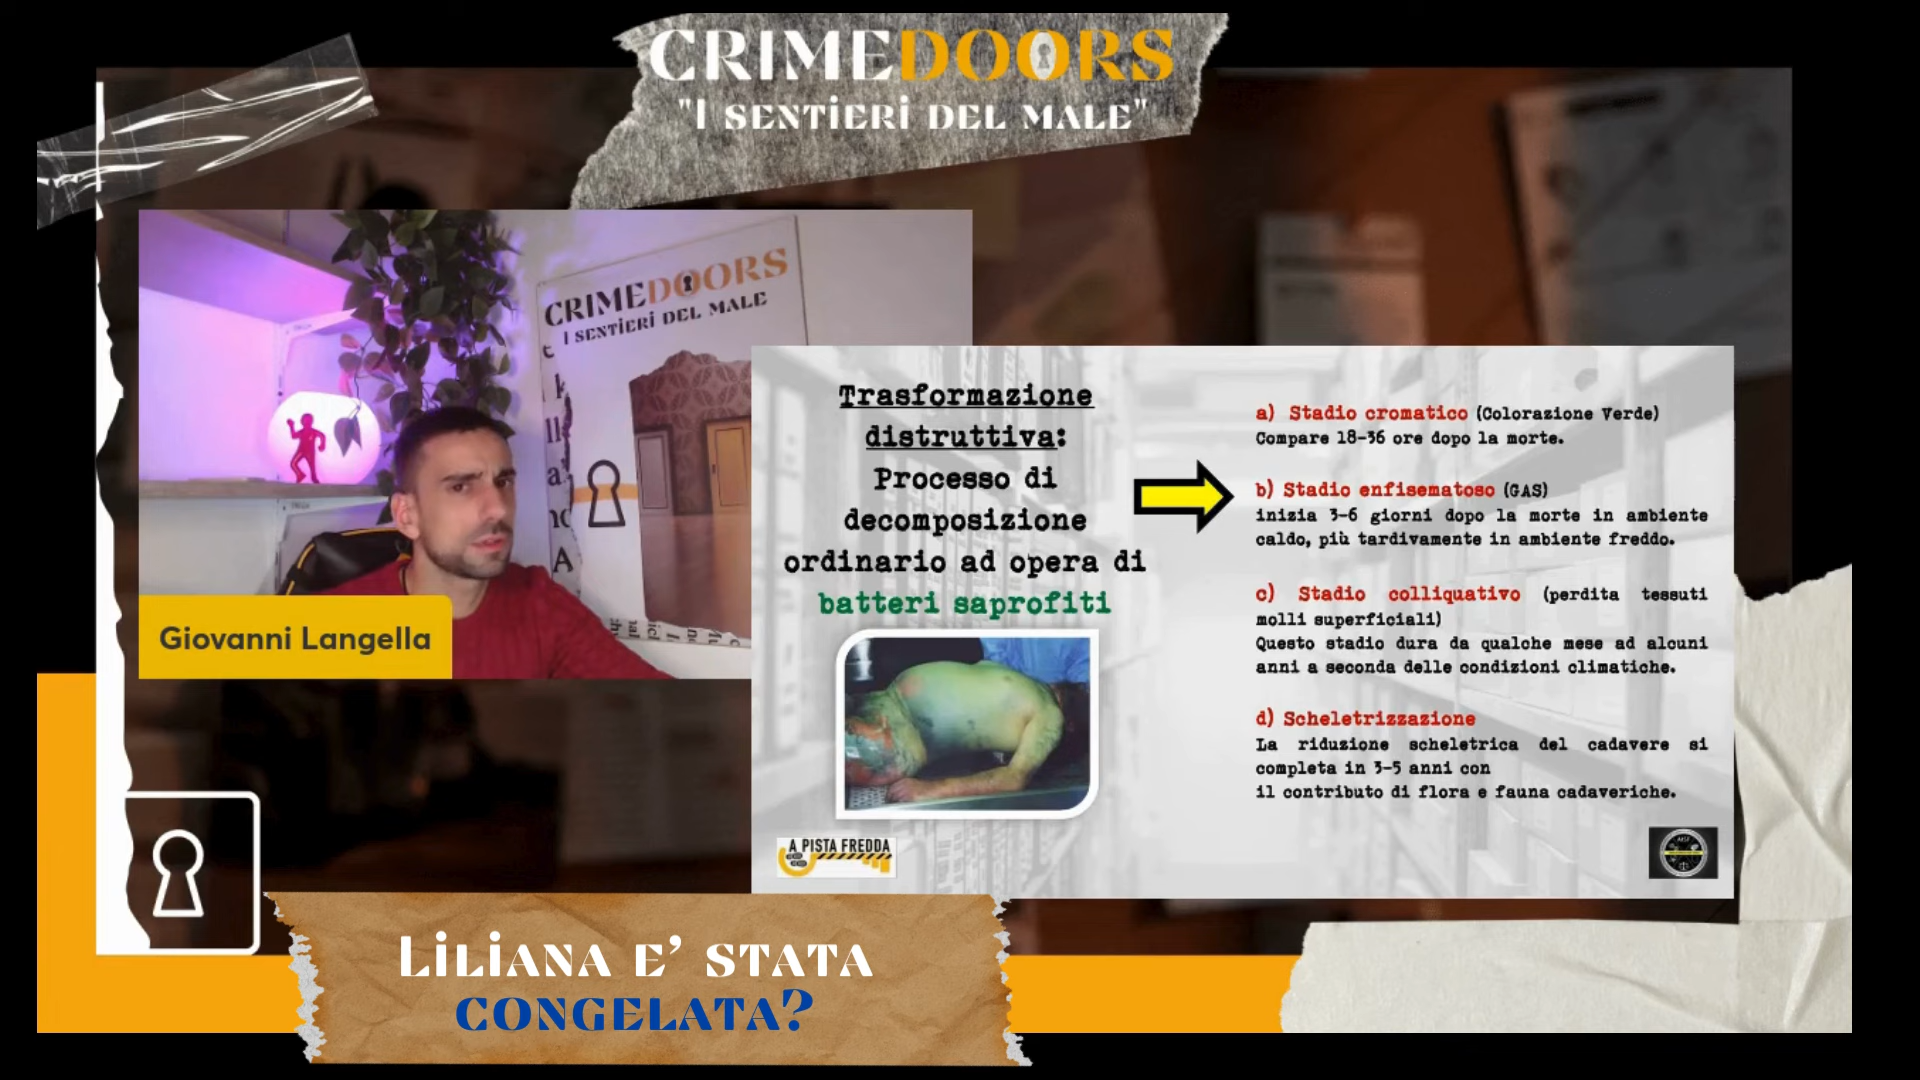 CRIMEDOORS
"I SENTIERI DEL MALE"
CRIMEDOORS
I SENTIERI DEL MALE
Giovanni Langella
Trasformazione
distruttiva:
Processo di
decomposizione
ordinario ad opera di
batteri saprofiti
a) Stadio cromatico (Colorazione Verde)
Compare 18-36 ore dopo la morte.
b) Stadio enfisematoso (GAS)
inizia 3-6 giorni dopo la morte in ambiente
caldo, più tardivamente in ambiente freddo.
c) Stadio colliquativo (perdita tessuti
molli superficiali)
Questo stadio dura da qualche mese ad alcuni
anni a seconda delle condizioni climatiche.
d) Scheletrizzazione
La riduzione scheletrica del cadavere si
completa in 3-5 anni con
il contributo di flora e fauna cadaveriche.
A PISTA FREDDA
LILIANA E' STATA
CONGELATA?